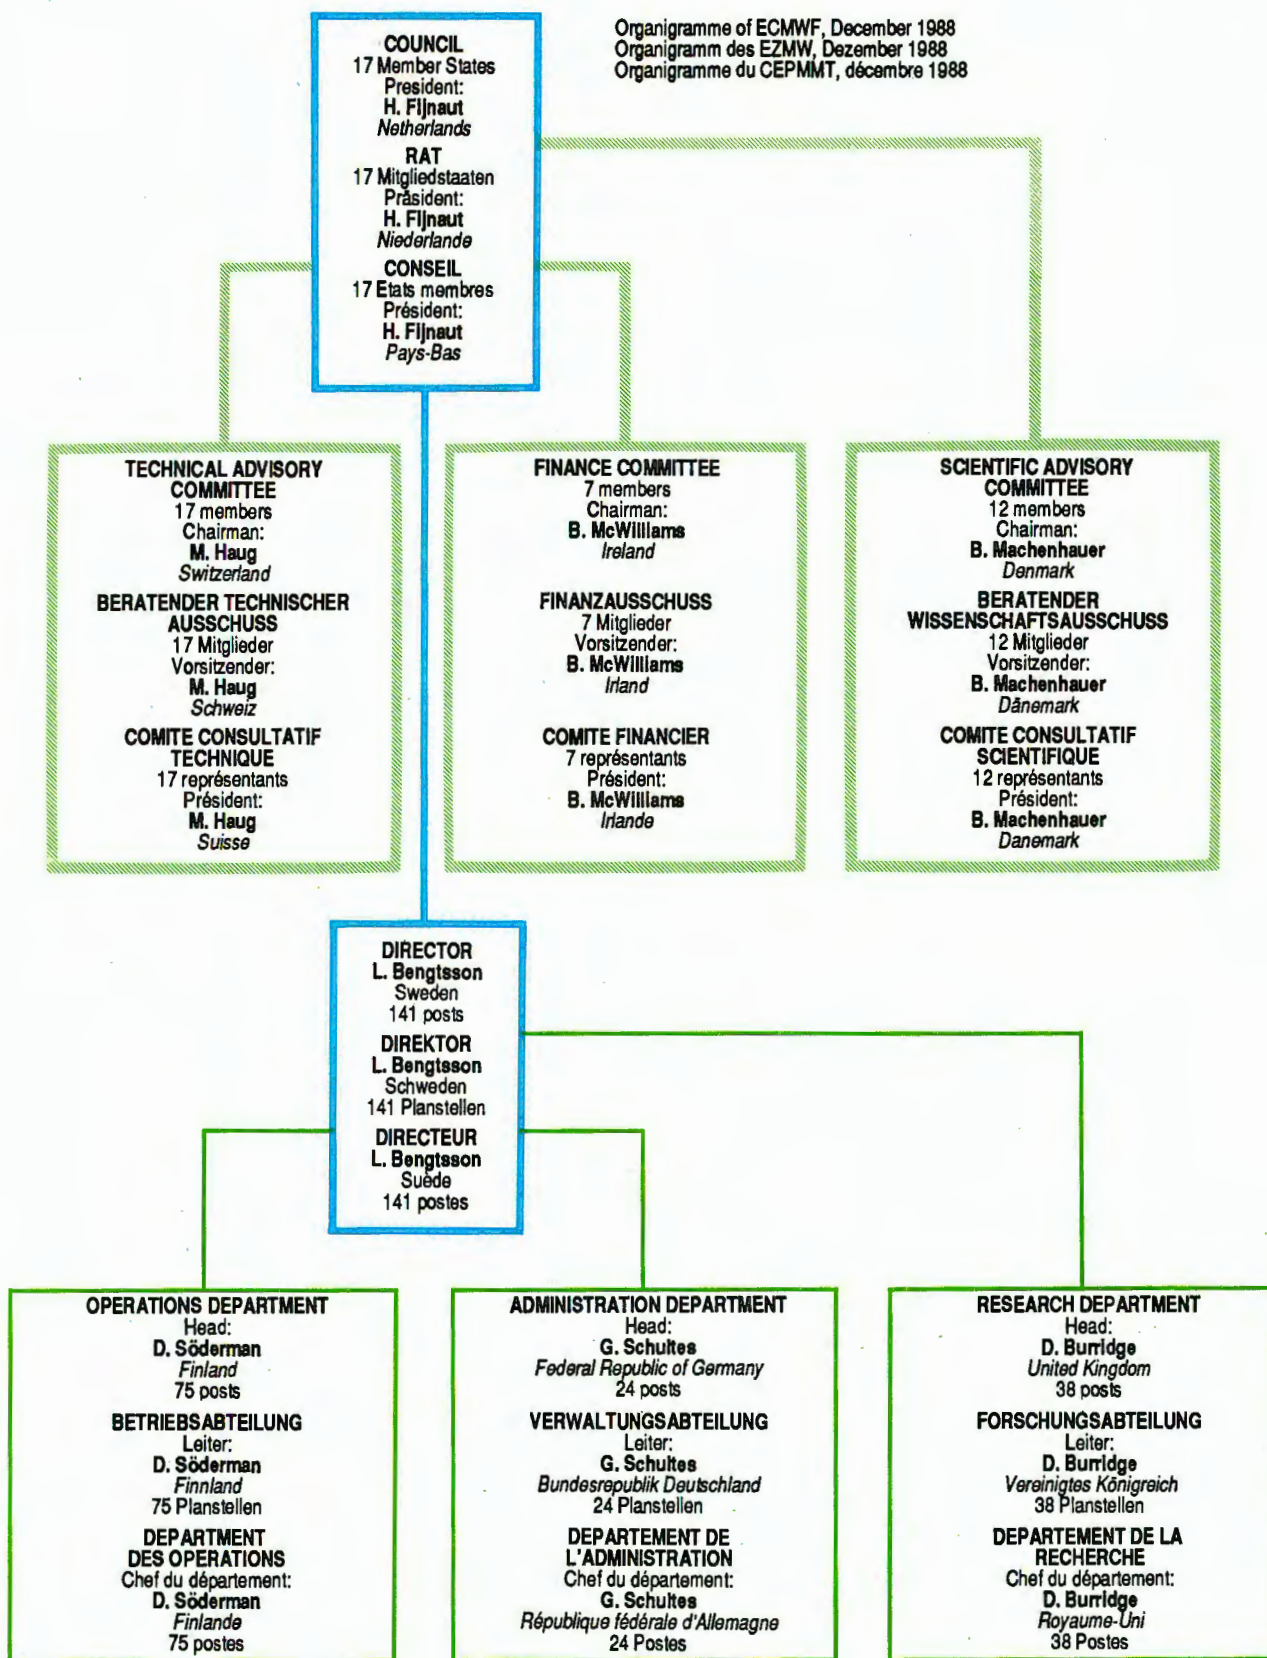 Organigramme of ECMWF, December 1988
Organigramm des EZMW, Dezember 1988
Organigramme du CEPMMT, décembre 1988
COUNCIL
17 Member States
President:
H. Fijnaut
Netherlands
RAT
17 Mitgliedstaaten
Präsident:
H. Fijnaut
Niederlande
CONSEIL
17 Etats membres
Président:
H. Fijnaut
Pays-Bas
TECHNICAL ADVISORY
COMMITTEE
17 members
Chairman:
M. Haug
Switzerland
BERATENDER TECHNISCHER
AUSSCHUSS
17 Mitglieder
Vorsitzender:
M. Haug
Schweiz
COMITE CONSULTATIF
TECHNIQUE
17 représentants
Président:
M. Haug
Suisse
FINANCE COMMITTEE
7 members
Chairman:
B. McWilliams
Ireland
FINANZAUSSCHUSS
7 Mitglieder
Vorsitzender:
B. McWilliams
Irland
COMITE FINANCIER
7 représentants
Président:
B. McWilliams
Irlande
SCIENTIFIC ADVISORY
COMMITTEE
12 members
Chairman:
B. Machenhauer
Denmark
BERATENDER
WISSENSCHAFTSAUSSCHUSS
12 Mitglieder
Vorsitzender:
B. Machenhauer
Dänemark
COMITE CONSULTATIF
SCIENTIFIQUE
12 représentants
Président:
B. Machenhauer
Danemark
DIRECTOR
L. Bengtsson
Sweden
141 posts
DIREKTOR
L. Bengtsson
Schweden
141 Planstellen
DIRECTEUR
L. Bengtsson
Suède
141 postes
OPERATIONS DEPARTMENT
Head:
D. Söderman
Finland
75 posts
BETRIEBSABTEILUNG
Leiter:
D. Söderman
Finnland
75 Planstellen
DEPARTMENT
DES OPERATIONS
Chef du département:
D. Söderman
Finlande
75 postes
ADMINISTRATION DEPARTMENT
Head:
G. Schultes
Federal Republic of Germany
24 posts
VERWALTUNGSABTEILUNG
Leiter:
G. Schultes
Bundesrepublik Deutschland
24 Planstellen
DEPARTEMENT DE
L'ADMINISTRATION
Chef du département:
G. Schultes
République fédérale d'Allemagne
24 Postes
RESEARCH DEPARTMENT
Head:
D. Burridge
United Kingdom
38 posts
FORSCHUNGSABTEILUNG
Leiter:
D. Burridge
Vereinigtes Königreich
38 Planstellen
DEPARTEMENT DE LA
RECHERCHE
Chef du département:
D. Burridge
Royaume-Uni
38 Postes